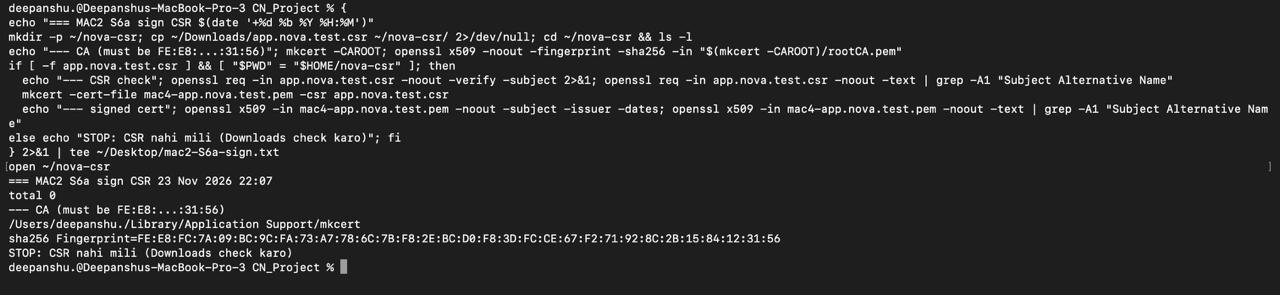 deepanshu.@Deepanshus-MacBook-Pro-3 CN_Project % {
echo "=== MAC2 S6a sign CSR $(date '+%d %b %Y %H:%M')"
mkdir -p ~/nova-csr; cp ~/Downloads/app.nova.test.csr ~/nova-csr/ 2>/dev/null; cd ~/nova-csr && ls -l
echo "--- CA (must be FE:E8:...:31:56)"; mkcert -CAROOT; openssl x509 -noout -fingerprint -sha256 -in "$(mkcert -CAROOT)/rootCA.pem"
if [ -f app.nova.test.csr ] && [ "$PWD" = "$HOME/nova-csr" ]; then
  echo "--- CSR check"; openssl req -in app.nova.test.csr -noout -verify -subject 2>&1; openssl req -in app.nova.test.csr -noout -text | grep -A1 "Subject Alternative Name"
  mkcert -cert-file mac4-app.nova.test.pem -csr app.nova.test.csr
  echo "--- signed cert"; openssl x509 -in mac4-app.nova.test.pem -noout -subject -issuer -dates; openssl x509 -in mac4-app.nova.test.pem -noout -text | grep -A1 "Subject Alternative Nam
e"
else echo "STOP: CSR nahi mili (Downloads check karo)"; fi
} 2>&1 | tee ~/Desktop/mac2-S6a-sign.txt
[open ~/nova-csr ]
=== MAC2 S6a sign CSR 23 Nov 2026 22:07
total 0
--- CA (must be FE:E8:...:31:56)
/Users/deepanshu./Library/Application Support/mkcert
sha256 Fingerprint=FE:E8:FC:7A:09:BC:9C:FA:73:A7:78:6C:7B:F8:2E:BC:D0:F8:3D:FC:CE:67:F2:71:92:8C:2B:15:84:12:31:56
STOP: CSR nahi mili (Downloads check karo)
deepanshu.@Deepanshus-MacBook-Pro-3 CN_Project %